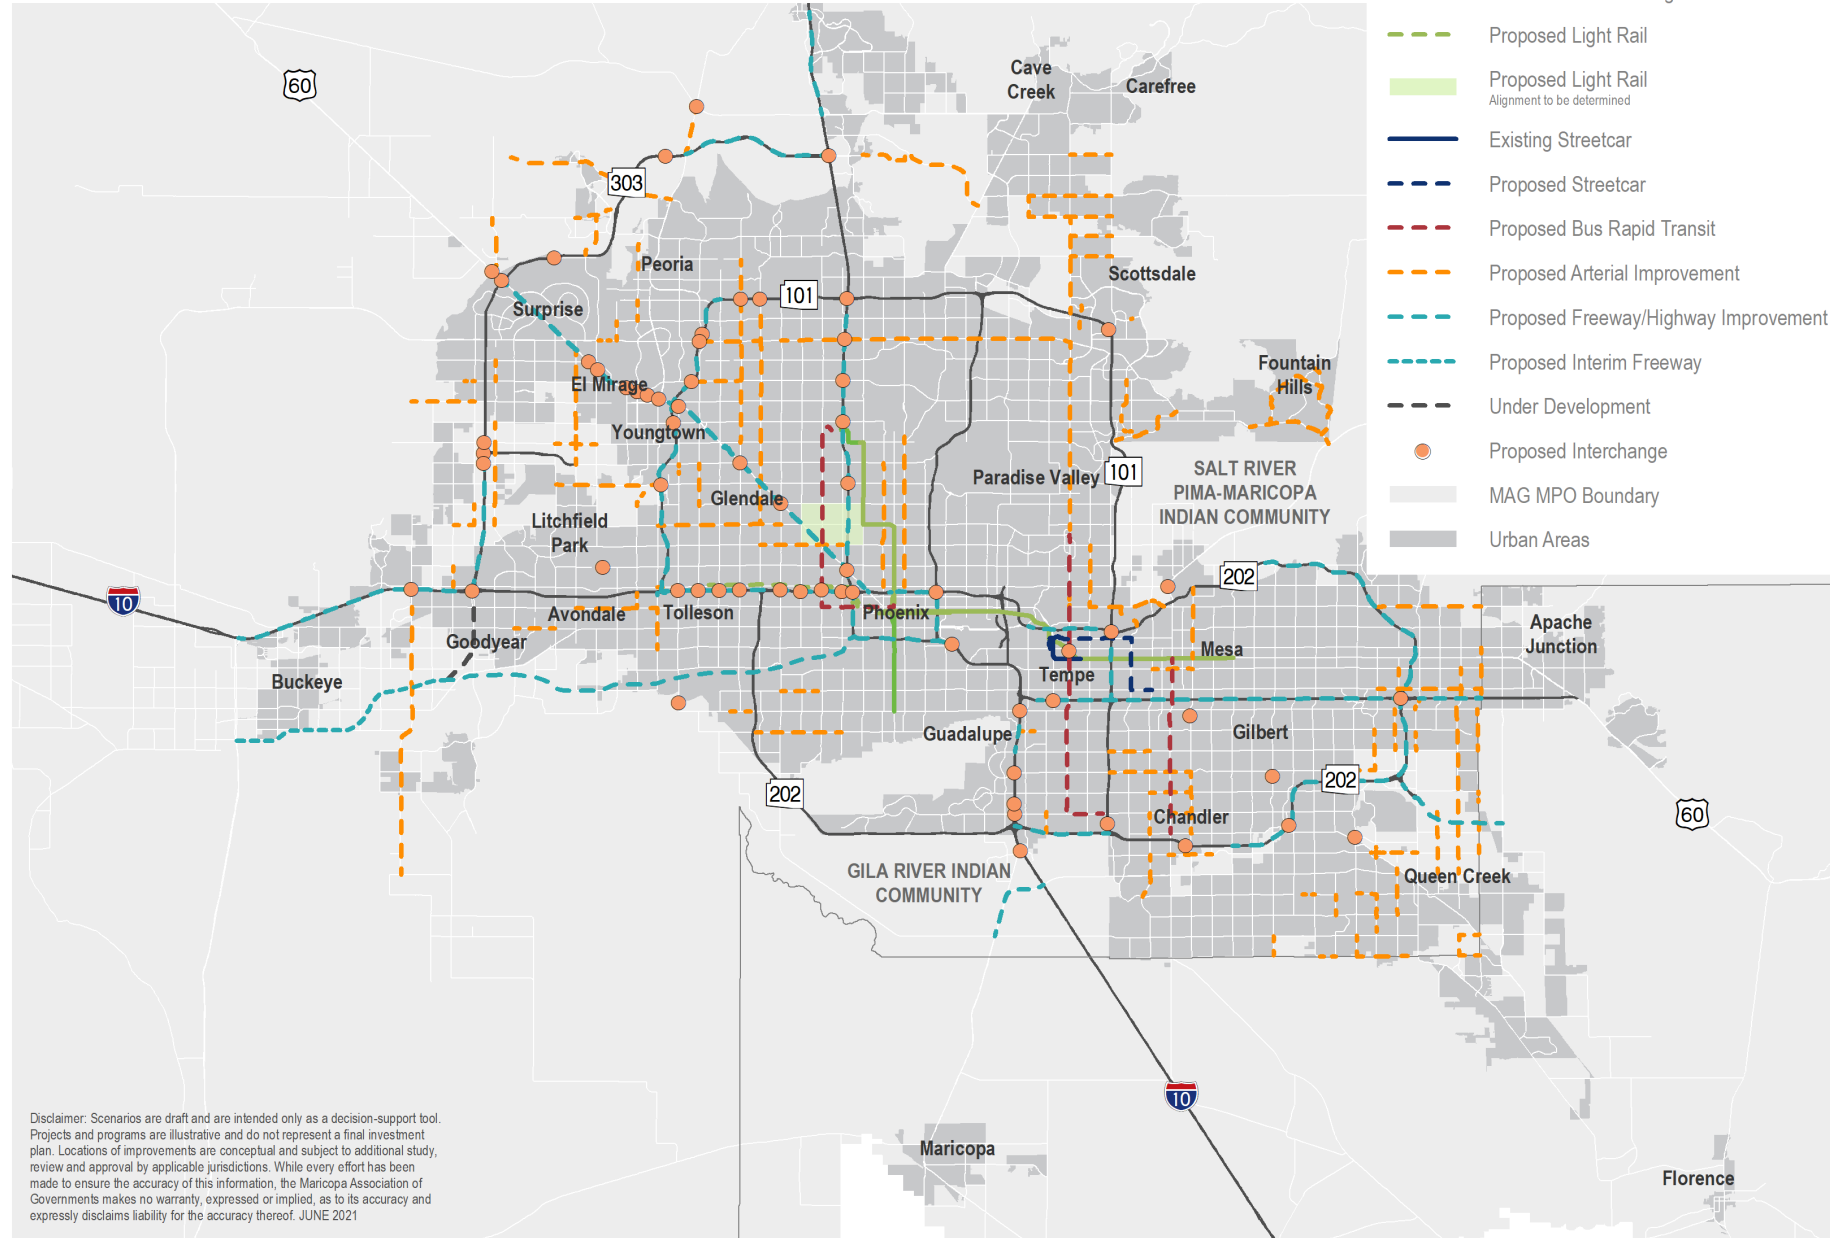 Proposed Light Rail
Proposed Light Rail
Alignment to be determined
Existing Streetcar
Proposed Streetcar
Proposed Bus Rapid Transit
Proposed Arterial Improvement
Proposed Freeway/Highway Improvement
Proposed Interim Freeway
Under Development
Proposed Interchange
MAG MPO Boundary
Urban Areas
60
Cave
Creek
Carefree
303
Peoria
Scottsdale
101
Surprise
Fountain
Hills
El Mirage
Youngtown
Paradise Valley
101
SALT RIVER
PIMA-MARICOPA
INDIAN COMMUNITY
Glendale
Litchfield
Park
202
10
Avondale
Tolleson
Phoenix
Goodyear
Mesa
Apache
Junction
Buckeye
Tempe
Guadalupe
Gilbert
202
202
Chandler
60
GILA RIVER INDIAN
COMMUNITY
Queen Creek
10
Maricopa
Florence
Disclaimer: Scenarios are draft and are intended only as a decision-support tool.
Projects and programs are illustrative and do not represent a final investment
plan. Locations of improvements are conceptual and subject to additional study,
review and approval by applicable jurisdictions. While every effort has been
made to ensure the accuracy of this information, the Maricopa Association of
Governments makes no warranty, expressed or implied, as to its accuracy and
expressly disclaims liability for the accuracy thereof. JUNE 2021